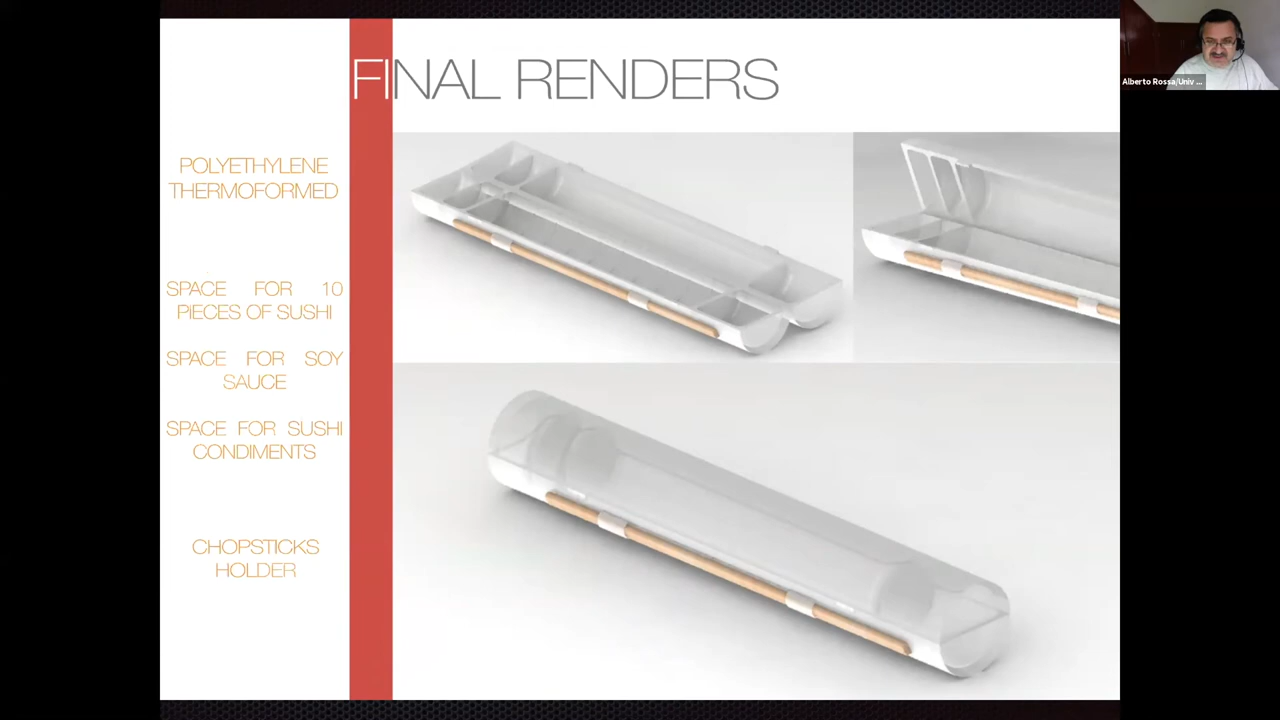 FINAL RENDERS
Alberto Rossa/Univ ...
POLYETHYLENE
THERMOFORMED
SPACE FOR 10
PIECES OF SUSHI
SPACE FOR SOY
SAUCE
SPACE FOR SUSHI
CONDIMENTS
CHOPSTICKS
HOLDER